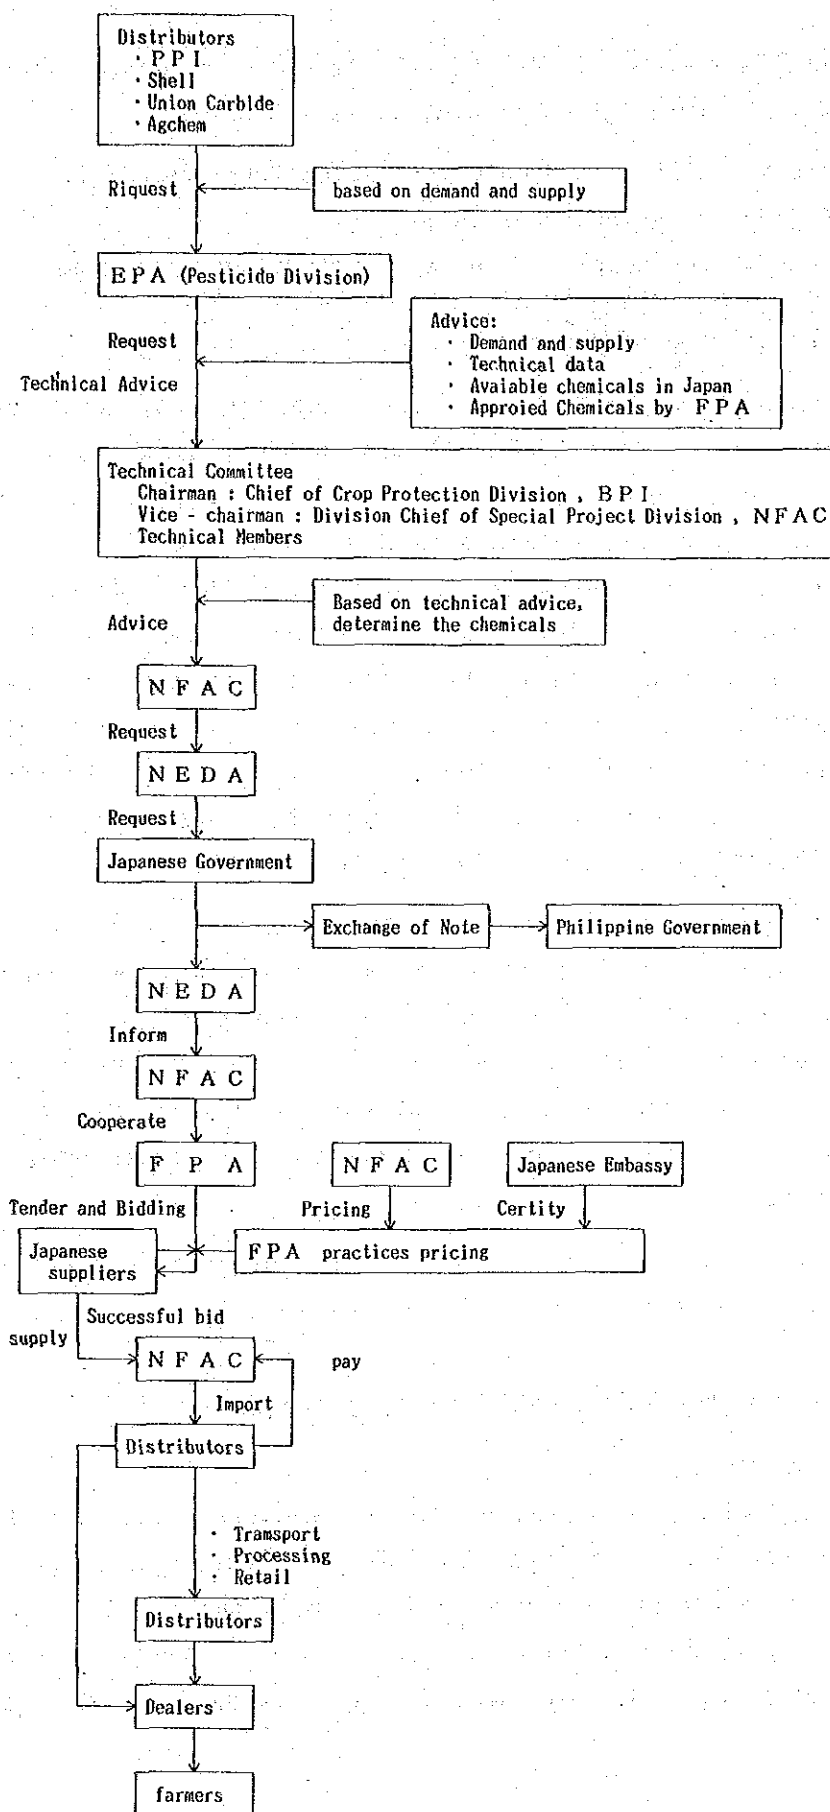 Distributors
・PPI
・Shell
・Union Carbide
・Agchem
Riquest
based on demand and supply
EPA (Pesticide Division)
Request
Technical Advice
Advice:
・ Demand and supply
・ Technical data
・ Avaiable chemicals in Japan
・ Approied Chemicals by FPA
Technical Committee
Chairman : Chief of Crop Protection Division , BPI
Vice - chairman : Division Chief of Special Project Division , NFAC
Technical Members
Advice
Based on technical advice,
determine the chemicals
NFAC
Request
NEDA
Request
Japanese Government
Exchange of Note
Philippine Government
NEDA
Inform
NFAC
Cooperate
FPA
NFAC
Japanese Embassy
Tender and Bidding
Pricing
Certity
Japanese
suppliers
FPA practices pricing
Successful bid
supply
NFAC
pay
Import
Distributors
・ Tramsport
・ Processing
・ Retail
Distributors
Dealers
farmers